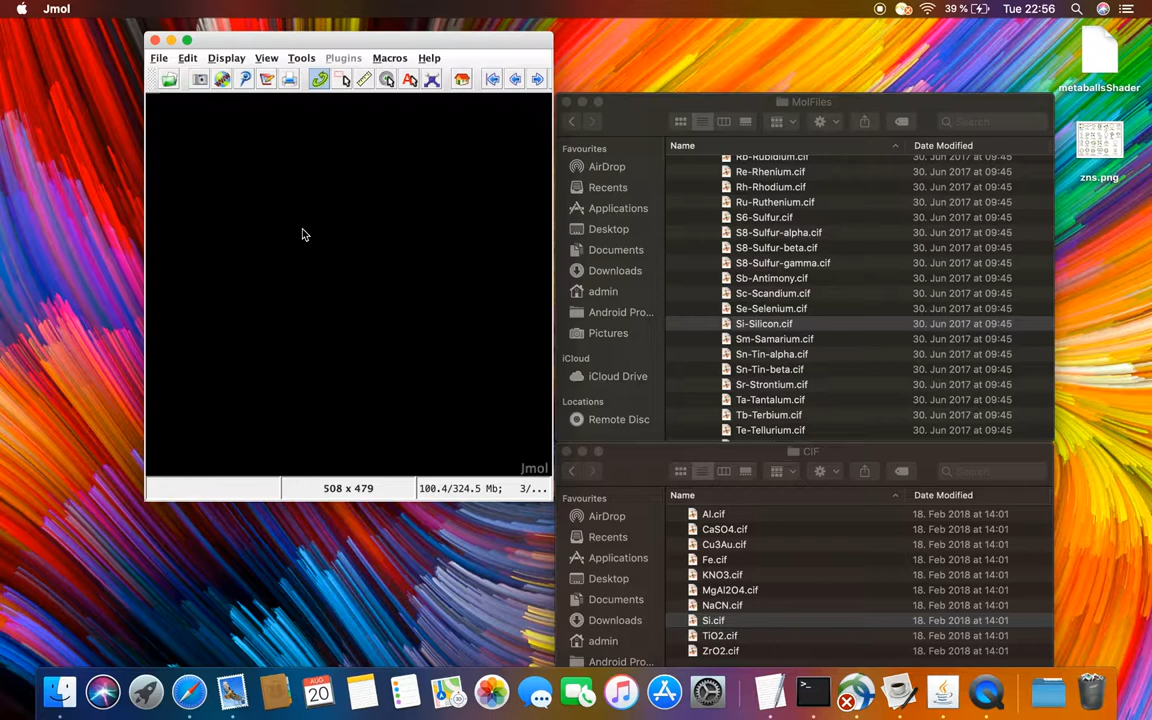 Jmol
39 %
Tue 22:56
File Edit Display View Tools Plugins Macros Help
Jmol
508 x 479
100.4/324.5 Mb; 3/...
MolFiles
Search
Favourites
AirDrop
Recents
Applications
Desktop
Documents
Downloads
admin
Android Pro...
Pictures
iCloud
iCloud Drive
Locations
Remote Disc
Name Date Modified
Rb-Rubidium.cif 30. Jun 2017 at 09:45
Re-Rhenium.cif 30. Jun 2017 at 09:45
Rh-Rhodium.cif 30. Jun 2017 at 09:45
Ru-Ruthenium.cif 30. Jun 2017 at 09:45
S6-Sulfur.cif 30. Jun 2017 at 09:45
S8-Sulfur-alpha.cif 30. Jun 2017 at 09:45
S8-Sulfur-beta.cif 30. Jun 2017 at 09:45
S8-Sulfur-gamma.cif 30. Jun 2017 at 09:45
Sb-Antimony.cif 30. Jun 2017 at 09:45
Sc-Scandium.cif 30. Jun 2017 at 09:45
Se-Selenium.cif 30. Jun 2017 at 09:45
Si-Silicon.cif 30. Jun 2017 at 09:45
Sm-Samarium.cif 30. Jun 2017 at 09:45
Sn-Tin-alpha.cif 30. Jun 2017 at 09:45
Sn-Tin-beta.cif 30. Jun 2017 at 09:45
Sr-Strontium.cif 30. Jun 2017 at 09:45
Ta-Tantalum.cif 30. Jun 2017 at 09:45
Tb-Terbium.cif 30. Jun 2017 at 09:45
Te-Tellurium.cif 30. Jun 2017 at 09:45
CIF
Search
Favourites
AirDrop
Recents
Applications
Desktop
Documents
Downloads
admin
Android Pro...
Name Date Modified
Al.cif 18. Feb 2018 at 14:01
CaSO4.cif 18. Feb 2018 at 14:01
Cu3Au.cif 18. Feb 2018 at 14:01
Fe.cif 18. Feb 2018 at 14:01
KNO3.cif 18. Feb 2018 at 14:01
MgAl2O4.cif 18. Feb 2018 at 14:01
NaCN.cif 18. Feb 2018 at 14:01
Si.cif 18. Feb 2018 at 14:01
TiO2.cif 18. Feb 2018 at 14:01
ZrO2.cif 18. Feb 2018 at 14:01
metaballsShader
zns.png
AUG
20